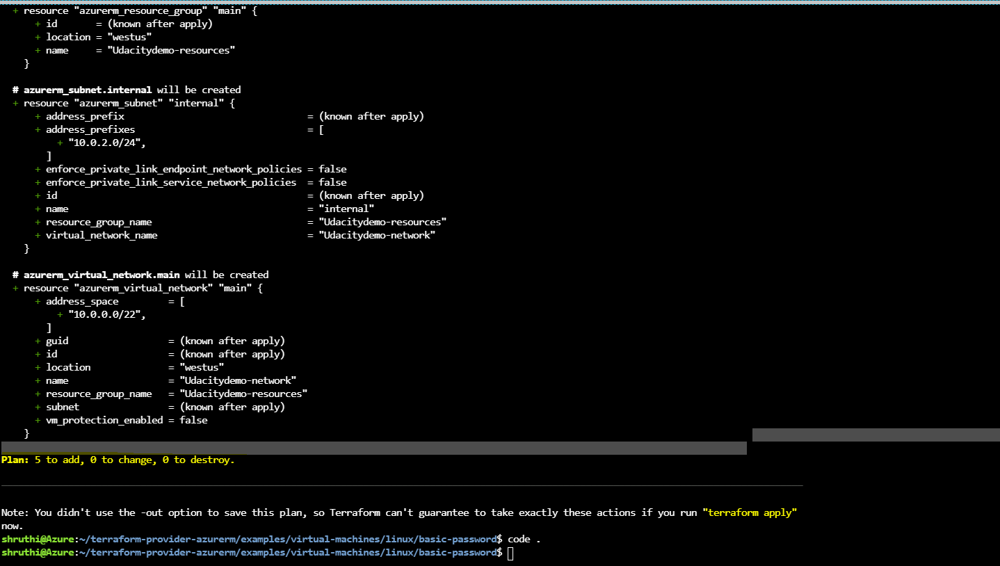 + resource "azurerm_resource_group" "main" {
+ id       = (known after apply)
+ location = "westus"
+ name     = "Udacitydemo-resources"
}
# azurerm_subnet.internal will be created
+ resource "azurerm_subnet" "internal" {
+ address_prefix                                 = (known after apply)
+ address_prefixes                               = [
+ "10.0.2.0/24",
]
+ enforce_private_link_endpoint_network_policies = false
+ enforce_private_link_service_network_policies  = false
+ id                                             = (known after apply)
+ name                                           = "internal"
+ resource_group_name                            = "Udacitydemo-resources"
+ virtual_network_name                           = "Udacitydemo-network"
}
# azurerm_virtual_network.main will be created
+ resource "azurerm_virtual_network" "main" {
+ address_space         = [
+ "10.0.0.0/22",
]
+ guid                  = (known after apply)
+ id                    = (known after apply)
+ location              = "westus"
+ name                  = "Udacitydemo-network"
+ resource_group_name   = "Udacitydemo-resources"
+ subnet                = (known after apply)
+ vm_protection_enabled = false
}
Plan: 5 to add, 0 to change, 0 to destroy.
Note: You didn't use the -out option to save this plan, so Terraform can't guarantee to take exactly these actions if you run "terraform apply"
now.
shruthi@Azure:~/terraform-provider-azurerm/examples/virtual-machines/linux/basic-password$ code .
shruthi@Azure:~/terraform-provider-azurerm/examples/virtual-machines/linux/basic-password$